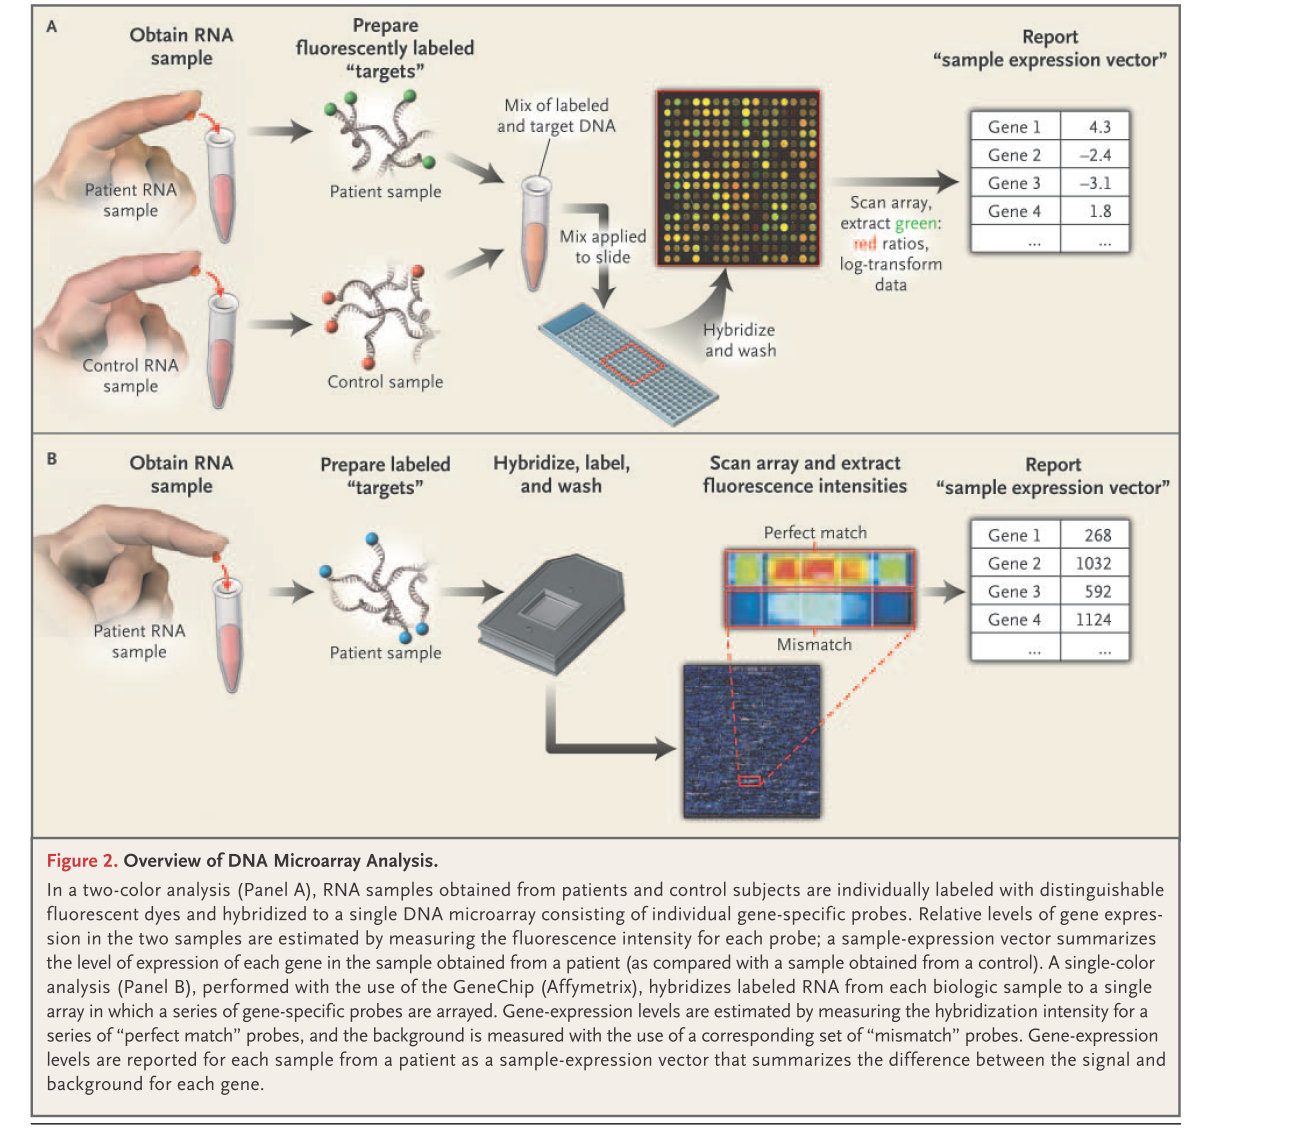 A
Obtain RNA
sample
Prepare
fluorescently labeled
“targets”
Report
“sample expression vector”
Mix of labeled
and target DNA
Patient RNA
sample
Patient sample
Gene 1 4.3
Gene 2 –2.4
Gene 3 –3.1
Gene 4 1.8
... ...
Scan array,
extract green:
red ratios,
log-transform
data
Mix applied
to slide
Control RNA
sample
Control sample
Hybridize
and wash
B
Obtain RNA
sample
Prepare labeled
“targets”
Hybridize, label,
and wash
Scan array and extract
fluorescence intensities
Report
“sample expression vector”
Perfect match
Gene 1 268
Gene 2 1032
Gene 3 592
Gene 4 1124
... ...
Patient RNA
sample
Patient sample
Mismatch
Figure 2. Overview of DNA Microarray Analysis.
In a two-color analysis (Panel A), RNA samples obtained from patients and control subjects are individually labeled with distinguishable
fluorescent dyes and hybridized to a single DNA microarray consisting of individual gene-specific probes. Relative levels of gene expres-
sion in the two samples are estimated by measuring the fluorescence intensity for each probe; a sample-expression vector summarizes
the level of expression of each gene in the sample obtained from a patient (as compared with a sample obtained from a control). A single-color
analysis (Panel B), performed with the use of the GeneChip (Affymetrix), hybridizes labeled RNA from each biologic sample to a single
array in which a series of gene-specific probes are arrayed. Gene-expression levels are estimated by measuring the hybridization intensity for a
series of “perfect match” probes, and the background is measured with the use of a corresponding set of “mismatch” probes. Gene-expression
levels are reported for each sample from a patient as a sample-expression vector that summarizes the difference between the signal and
background for each gene.